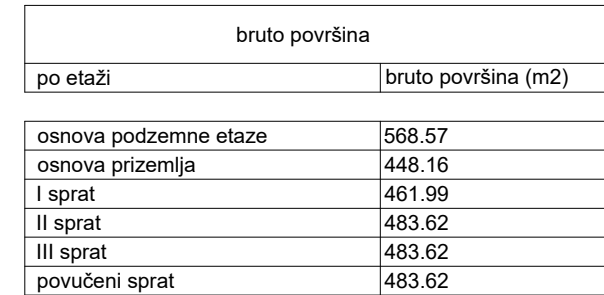 bruto površina
po etaži bruto površina (m2)
osnova podzemne etaze 568.57
osnova prizemlja 448.16
I sprat 461.99
II sprat 483.62
III sprat 483.62
povučeni sprat 483.62